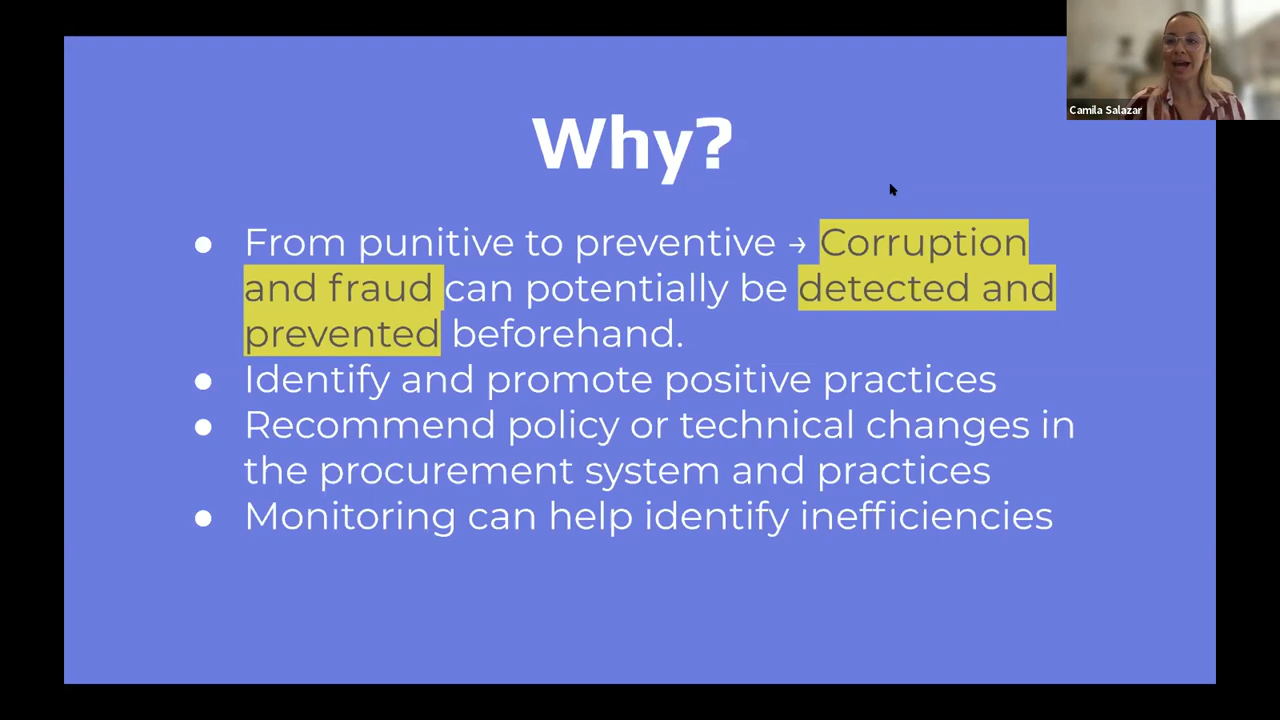 Camila Salazar
Why?
● From punitive to preventive → Corruption
and fraud can potentially be detected and
prevented beforehand.
● Identify and promote positive practices
● Recommend policy or technical changes in
the procurement system and practices
● Monitoring can help identify inefficiencies